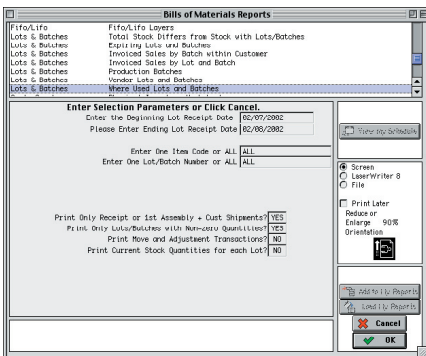 Bills of Materials Reports
Fifo/Lifo Fifo/Lifo Layers
Lots & Batches Total Stock Differs from Stock with Lots/Batches
Lots & Batches Expiring Lots and Batches
Lots & Batches Invoiced Sales by Batch within Customer
Lots & Batches Invoiced Sales by Lot and Batch
Lots & Batches Production Batches
Lots & Batches Vendor Lots and Batches
Lots & Batches Where Used Lots and Batches
Enter Selection Parameters or Click Cancel.
Enter the Beginning Lot Receipt Date 02/07/2002
Please Enter Ending Lot Receipt Date 02/08/2002
Enter One Item Code or ALL ALL
Enter One Lot/Batch Number or ALL ALL
Print Only Receipt or 1st Assembly + Cust Shipments? YES
Print Only Lots/Batches with Non-zero Quantities? YES
Print Move and Adjustment Transactions? NO
Print Current Stock Quantities for each Lot? NO
View my Schedule
Screen
LaserWriter 8
File
Print Later
Reduce or
Enlarge 90%
Orientation
Add to My Reports
Load My Reports
Cancel
OK